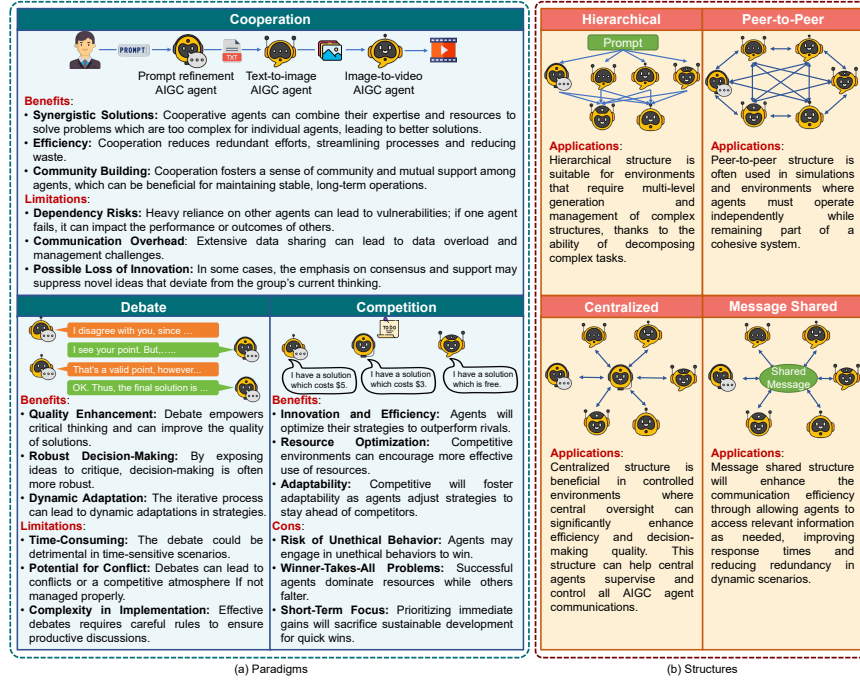 Cooperation
PROMPT
TXT
Prompt refinement
AIGC agent
Text-to-image
AIGC agent
Image-to-video
AIGC agent
Benefits:
• Synergistic Solutions: Cooperative agents can combine their expertise and resources to
solve problems which are too complex for individual agents, leading to better solutions.
• Efficiency: Cooperation reduces redundant efforts, streamlining processes and reducing
waste.
• Community Building: Cooperation fosters a sense of community and mutual support among
agents, which can be beneficial for maintaining stable, long-term operations.
Limitations:
• Dependency Risks: Heavy reliance on other agents can lead to vulnerabilities; if one agent
fails, it can impact the performance or outcomes of others.
• Communication Overhead: Extensive data sharing can lead to data overload and
management challenges.
• Possible Loss of Innovation: In some cases, the emphasis on consensus and support may
suppress novel ideas that deviate from the group's current thinking.
Debate
I disagree with you, since ...
I see your point. But,.....
That's a valid point, however...
OK. Thus, the final solution is ...
Benefits:
• Quality Enhancement: Debate empowers
critical thinking and can improve the quality
of solutions.
• Robust Decision-Making: By exposing
ideas to critique, decision-making is often
more robust.
• Dynamic Adaptation: The iterative process
can lead to dynamic adaptations in strategies.
Limitations:
• Time-Consuming: The debate could be
detrimental in time-sensitive scenarios.
• Potential for Conflict: Debates can lead to
conflicts or a competitive atmosphere If not
managed properly.
• Complexity in Implementation: Effective
debates requires careful rules to ensure
productive discussions.
Competition
TO DO
I have a solution
which costs $5.
I have a solution
which costs $3.
I have a solution
which is free.
Benefits:
• Innovation and Efficiency: Agents will
optimize their strategies to outperform rivals.
• Resource Optimization: Competitive
environments can encourage more effective
use of resources.
• Adaptability: Competitive will foster
adaptability as agents adjust strategies to
stay ahead of competitors.
Cons:
• Risk of Unethical Behavior: Agents may
engage in unethical behaviors to win.
• Winner-Takes-All Problems: Successful
agents dominate resources while others
falter.
• Short-Term Focus: Prioritizing immediate
gains will sacrifice sustainable development
for quick wins.
(a) Paradigms
Hierarchical
Prompt
Applications:
Hierarchical structure is
suitable for environments
that require multi-level
generation and
management of complex
structures, thanks to the
ability of decomposing
complex tasks.
Peer-to-Peer
Applications:
Peer-to-peer structure is
often used in simulations
and environments where
agents must operate
independently while
remaining part of a
cohesive system.
Centralized
Applications:
Centralized structure is
beneficial in controlled
environments where
central oversight can
significantly enhance
efficiency and decision-
making quality. This
structure can help central
agents supervise and
control all AIGC agent
communications.
Message Shared
Shared
Message
Applications:
Message shared structure
will enhance the
communication efficiency
through allowing agents to
access relevant information
as needed, improving
response times and
reducing redundancy in
dynamic scenarios.
(b) Structures